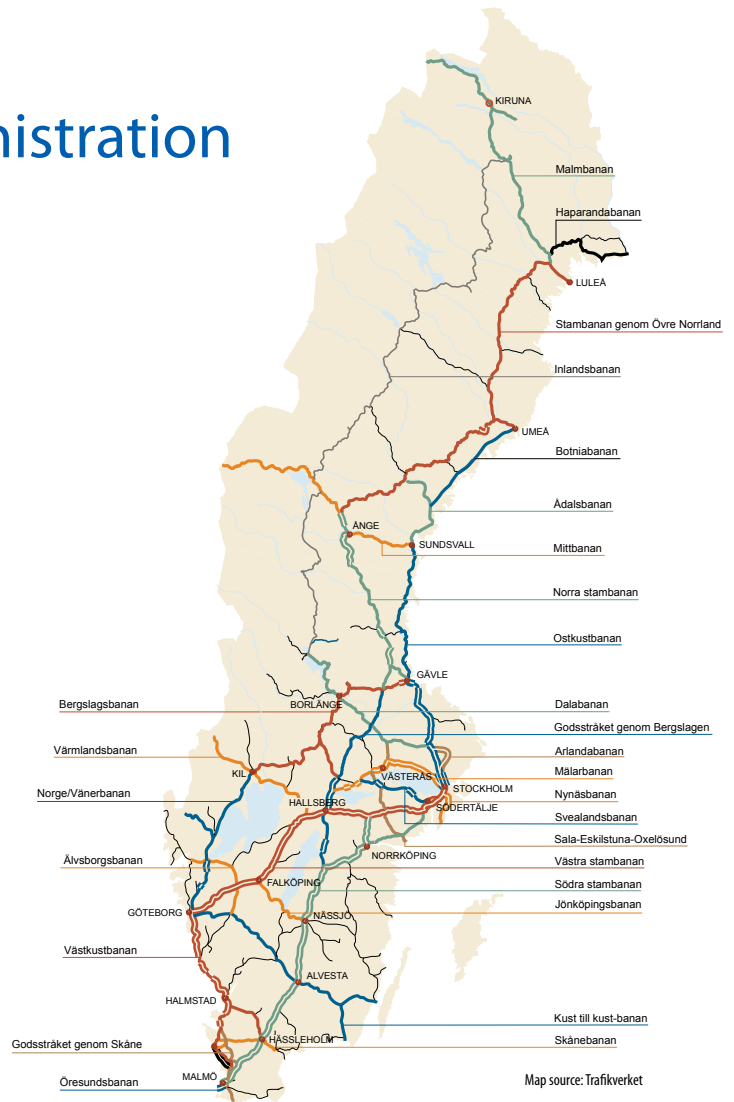 nistration
KIRUNA
Malmbanan
Haparandabanan
LULEÅ
Stambanan genom Övre Norrland
Inlandsbanan
UMEÅ
Botniabanan
Ådalsbanan
ÅNGE
SUNDSVALL
Mittbanan
Norra stambanan
Ostkustbanan
GÄVLE
Bergslagsbanan
BORLÄNGE
Dalabanan
Godsstråket genom Bergslagen
Värmlandsbanan
Arlandabanan
KIL
VÄSTERÅS
Mälarbanan
Norge/Vänerbanan
STOCKHOLM
Nynäsbanan
HALLSBERG
SÖDERTÄLJE
Svealandsbanan
Sala-Eskilstuna-Oxelösund
NORRKÖPING
Älvsborgsbanan
Västra stambanan
FALKÖPING
Södra stambanan
GÖTEBORG
NÄSSJÖ
Jönköpingsbanan
Västkustbanan
ALVESTA
HALMSTAD
Kust till kust-banan
Godsstråket genom Skåne
HÄSSLEHOLM
Skånebanan
MALMÖ
Öresundsbanan
Map source: Trafikverket